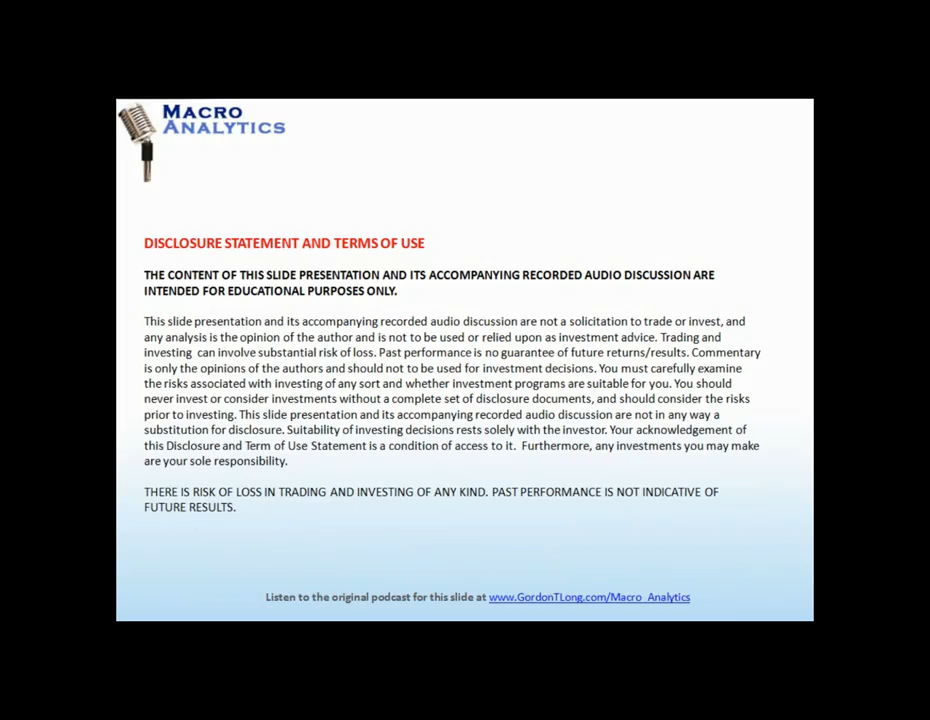 MACRO
ANALYTICS
DISCLOSURE STATEMENT AND TERMS OF USE
THE CONTENT OF THIS SLIDE PRESENTATION AND ITS ACCOMPANYING RECORDED AUDIO DISCUSSION ARE
INTENDED FOR EDUCATIONAL PURPOSES ONLY.
This slide presentation and its accompanying recorded audio discussion are not a solicitation to trade or invest, and
any analysis is the opinion of the author and is not to be used or relied upon as investment advice. Trading and
investing can involve substantial risk of loss. Past performance is no guarantee of future returns/results. Commentary
is only the opinions of the authors and should not to be used for investment decisions. You must carefully examine
the risks associated with investing of any sort and whether investment programs are suitable for you. You should
never invest or consider investments without a complete set of disclosure documents, and should consider the risks
prior to investing. This slide presentation and its accompanying recorded audio discussion are not in any way a
substitution for disclosure. Suitability of investing decisions rests solely with the investor. Your acknowledgement of
this Disclosure and Term of Use Statement is a condition of access to it. Furthermore, any investments you may make
are your sole responsibility.
THERE IS RISK OF LOSS IN TRADING AND INVESTING OF ANY KIND. PAST PERFORMANCE IS NOT INDICATIVE OF
FUTURE RESULTS.
Listen to the original podcast for this slide at www.GordonTLong.com/Macro_Analytics